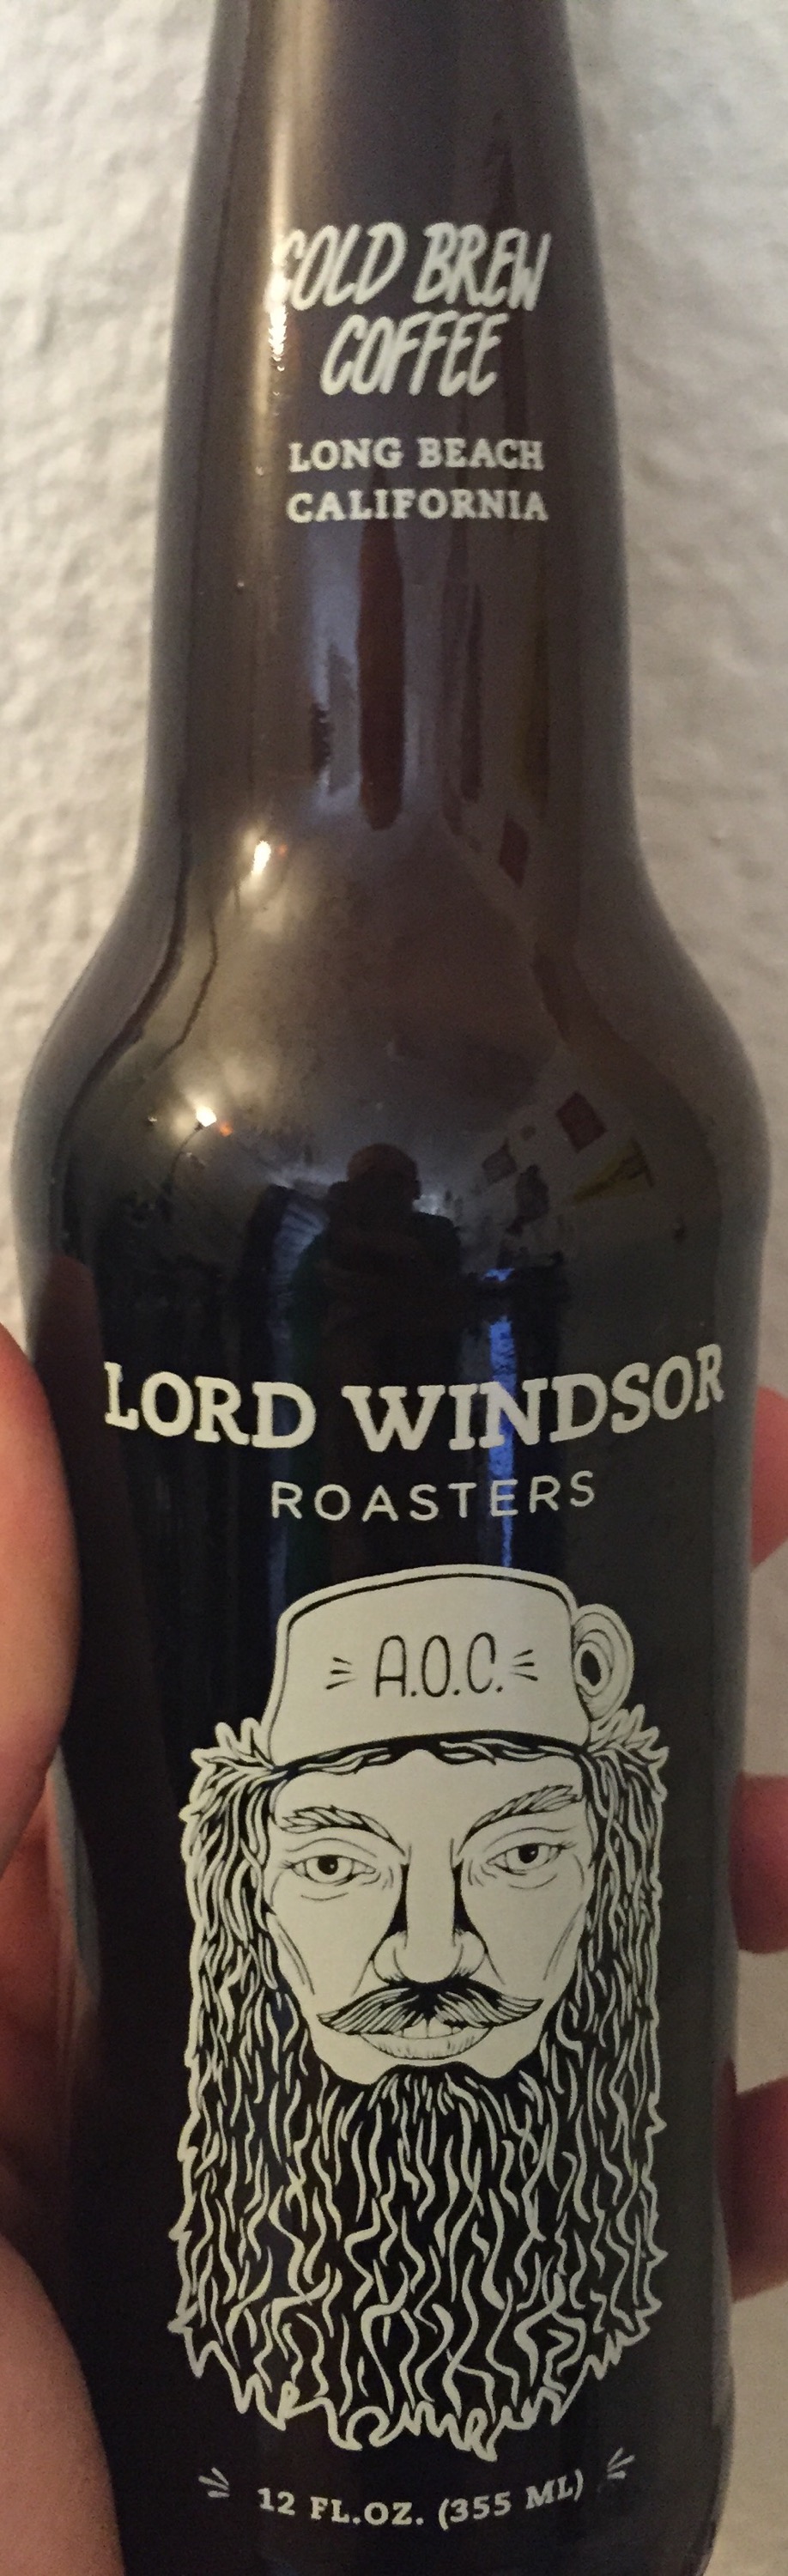 COLD BREW
COFFEE
LONG BEACH
CALIFORNIA
LORD WINDSOR
ROASTERS
A.O.C.
12 FL.OZ. (355 ML)